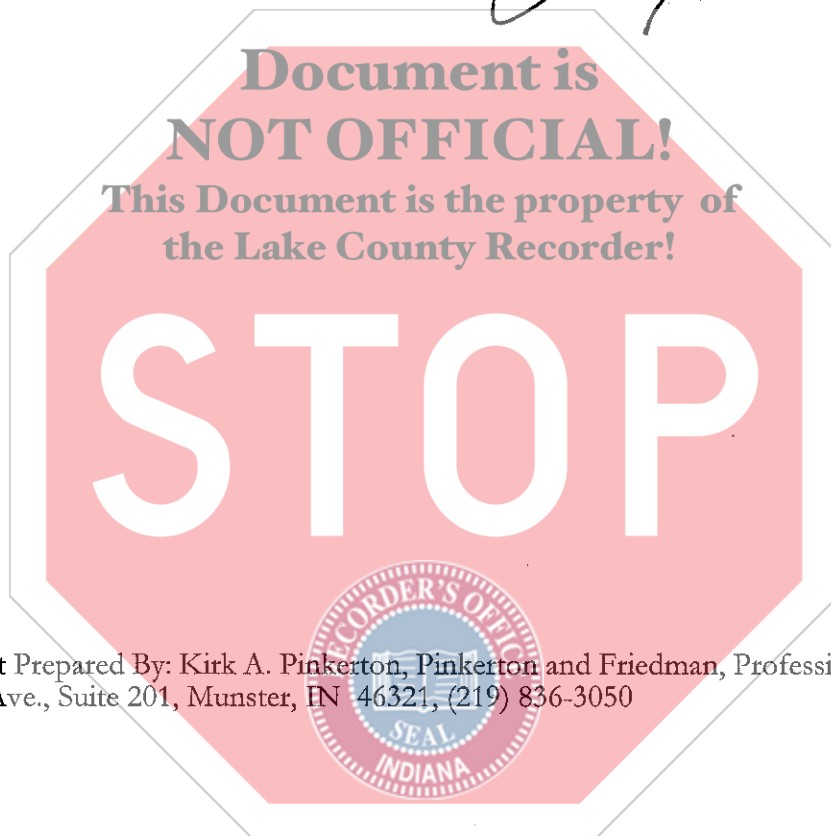 Document is
NOT OFFICIAL!
This Document is the property of
the Lake County Recorder!
STOP
RECORDER'S OFFICE
t Prepared By: Kirk A. Pinkerton, Pinkerton and Friedman, Professi
Ave., Suite 201, Munster, IN 46321, (219) 836-3050
SEAL
INDIANA